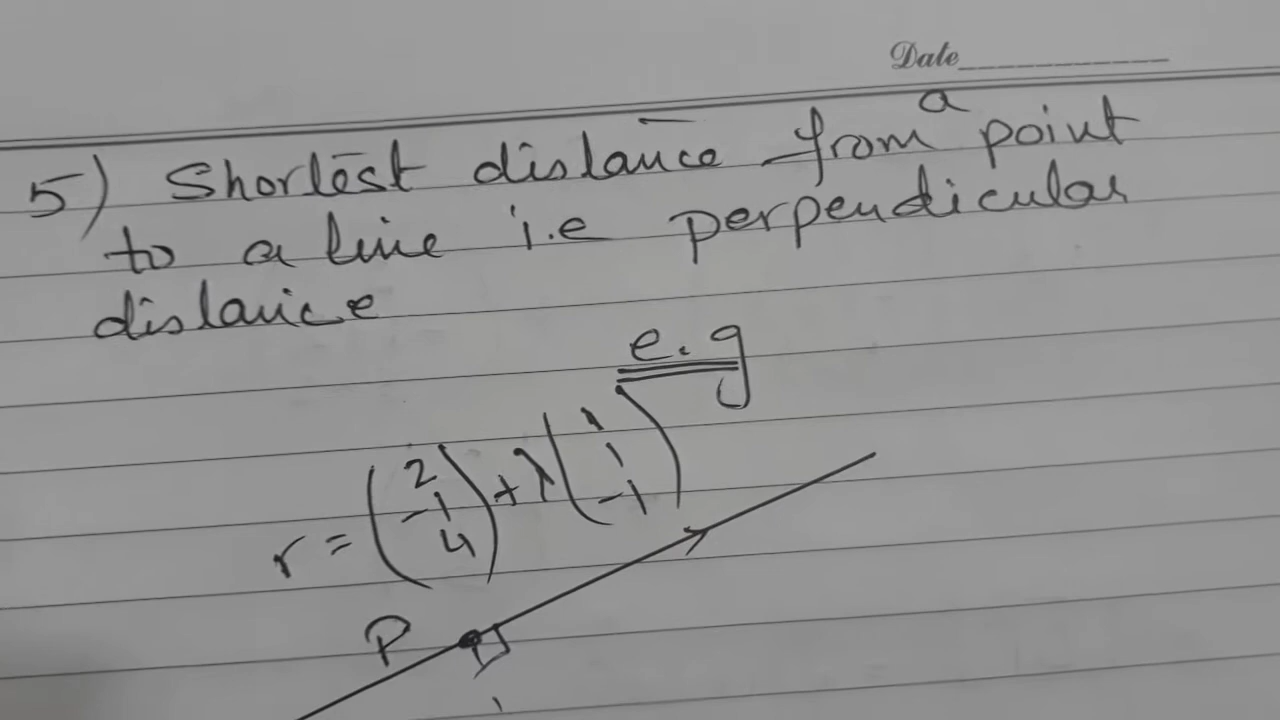 Date
5) Shortest distance from a point
to a line i.e perpendicular
distance
e.g
r = (2 -1 4) + λ(1 1 -1)
P